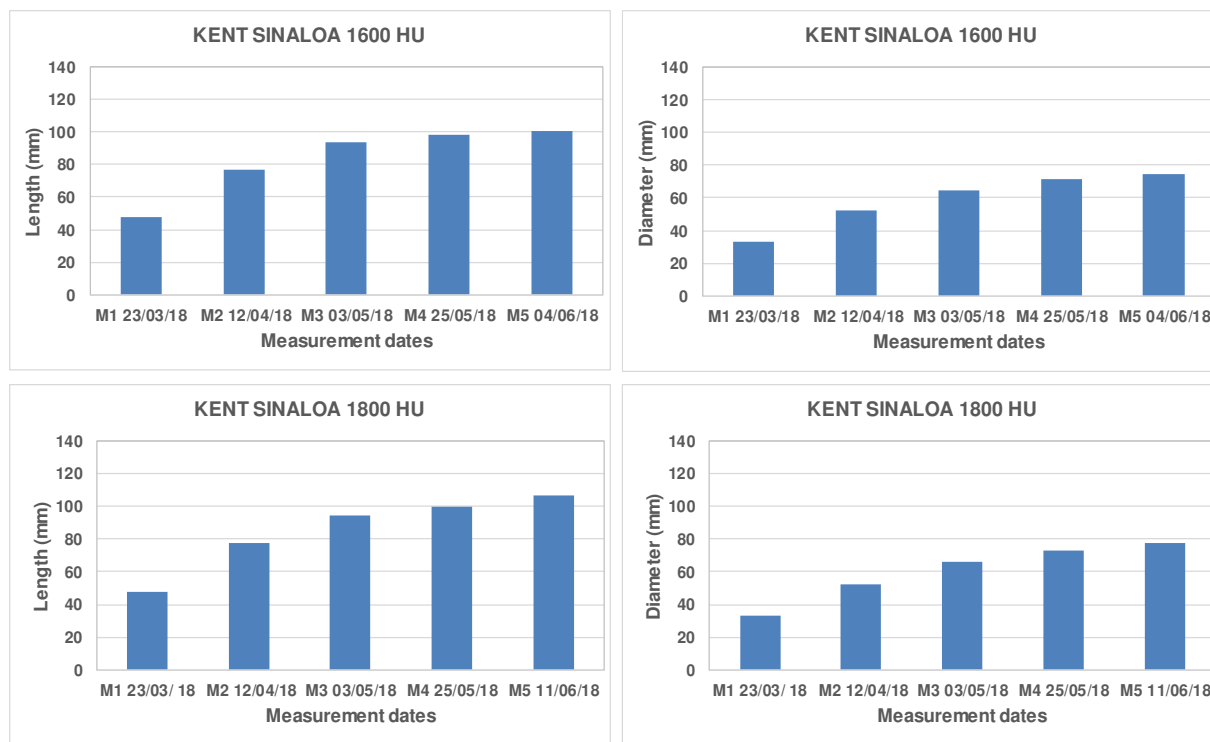 KENT SINALOA 1600 HU
Length (mm)
140
120
100
80
60
40
20
0
M1 23/03/18 M2 12/04/18 M3 03/05/18 M4 25/05/18 M5 04/06/18
Measurement dates
KENT SINALOA 1600 HU
Diameter (mm)
140
120
100
80
60
40
20
0
M1 23/03/18 M2 12/04/18 M3 03/05/18 M4 25/05/18 M5 04/06/18
Measurement dates
KENT SINALOA 1800 HU
Length (mm)
140
120
100
80
60
40
20
0
M1 23/03/ 18 M2 12/04/18 M3 03/05/18 M4 25/05/18 M5 11/06/18
Measurement dates
KENT SINALOA 1800 HU
Diameter (mm)
140
120
100
80
60
40
20
0
M1 23/03/ 18 M2 12/04/18 M3 03/05/18 M4 25/05/18 M5 11/06/18
Measurement dates